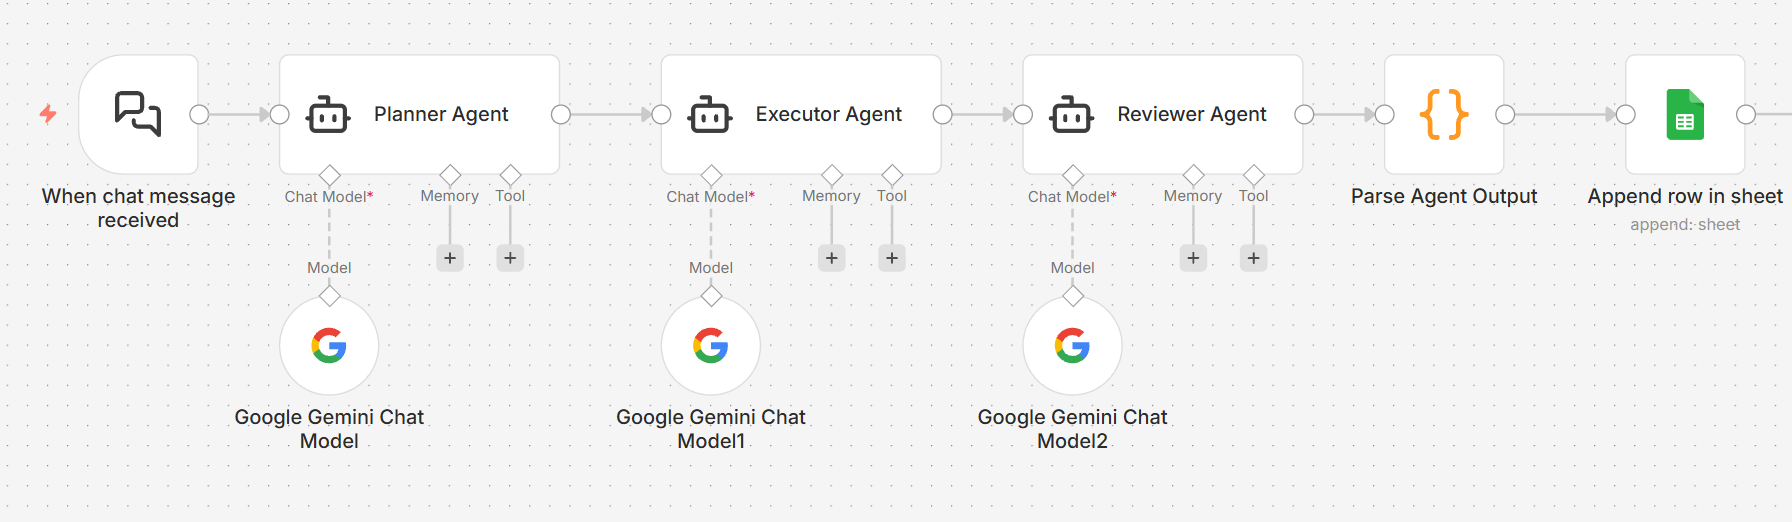 Planner Agent
Executor Agent
Reviewer Agent
When chat message
received
Chat Model*
Memory
Tool
Chat Model*
Memory
Tool
Chat Model*
Memory
Tool
Parse Agent Output
Append row in sheet
append: sheet
+
+
+
+
+
+
Model
Model
Model
Google Gemini Chat
Model
Google Gemini Chat
Model1
Google Gemini Chat
Model2